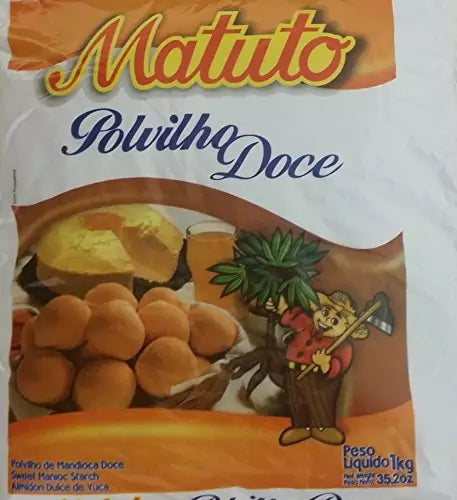 Matuto
Polvilho
Doce
Polvilho de Mandioca Doce
Sweet Manioc Starch
Almidon Dulce de Yuca
Peso
Líquido 1kg
Net Weight
Peso Neto 35.2oz